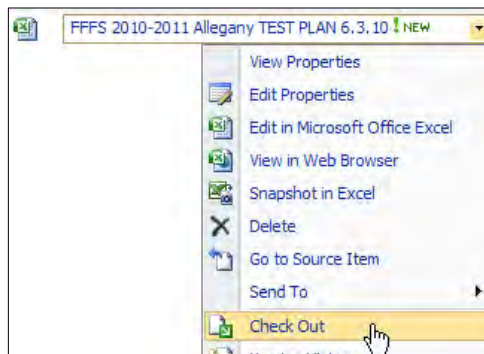 FFFS 2010-2011 Allegany TEST PLAN 6.3.10 ! NEW
View Properties
Edit Properties
Edit in Microsoft Office Excel
View in Web Browser
Snapshot in Excel
Delete
Go to Source Item
Send To
Check Out